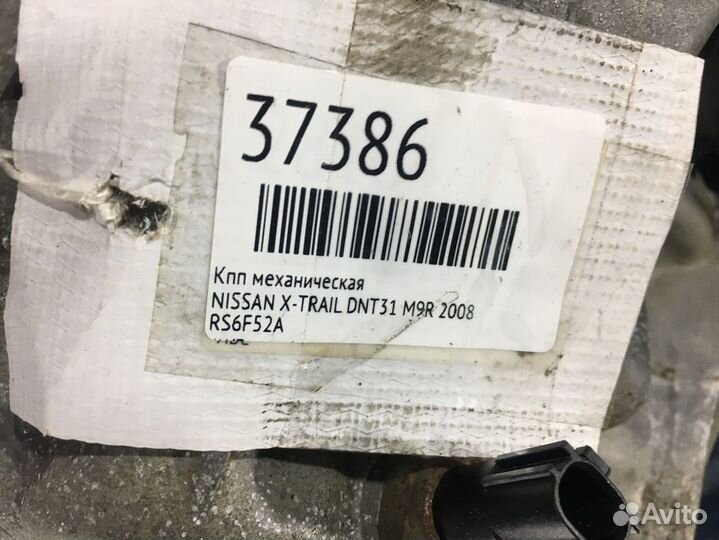 37386
Кпп механическая
NISSAN X-TRAIL DNT31 M9R 2008
RS6F52A
Avito